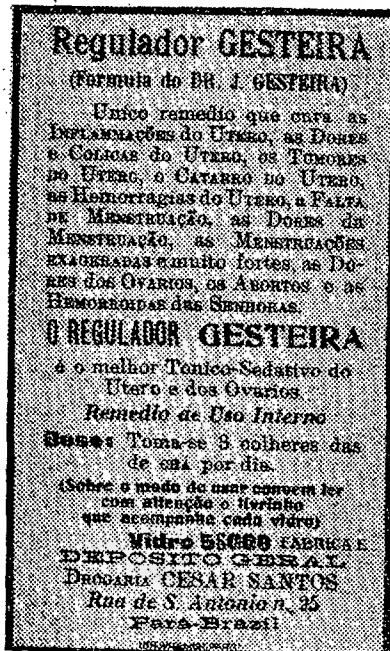 Regulador GESTEIRA
(Formula do DR. J. GESTEIRA)
Unico remedio que cura as
INFLAMMAÇÕES do UTERO, as DORES
e COLICAS do UTERO, os TUMORES
DO UTERO, o CATARRO DO UTERO,
as Hemorragias do UTERO, a FALTA
DE MENSTRUAÇÃO, as DORES da
MENSTRUAÇÃO, as MENSTRUAÇÕES
EXAGERADAS e muito fortes, as DO-
RES dos OVARIOS, os ABORTOS e as
HEMORROIDAS das SENHORAS.
O REGULADOR GESTEIRA
é o melhor Tonico-Sedativo do
Utero e dos Ovarios.
Remedio de Uso Interno
Dose: Toma-se 3 colheres das
de chá por dia.
(Sobre o modo de usar convem ler
com attenção o livrinho
que acompanha cada vidro)
Vidro 5$000 FABRICA E
DEPOSITO GERAL
DROGARIA CESAR SANTOS
Rua de S. Antonio n. 25
Pará-Brazil